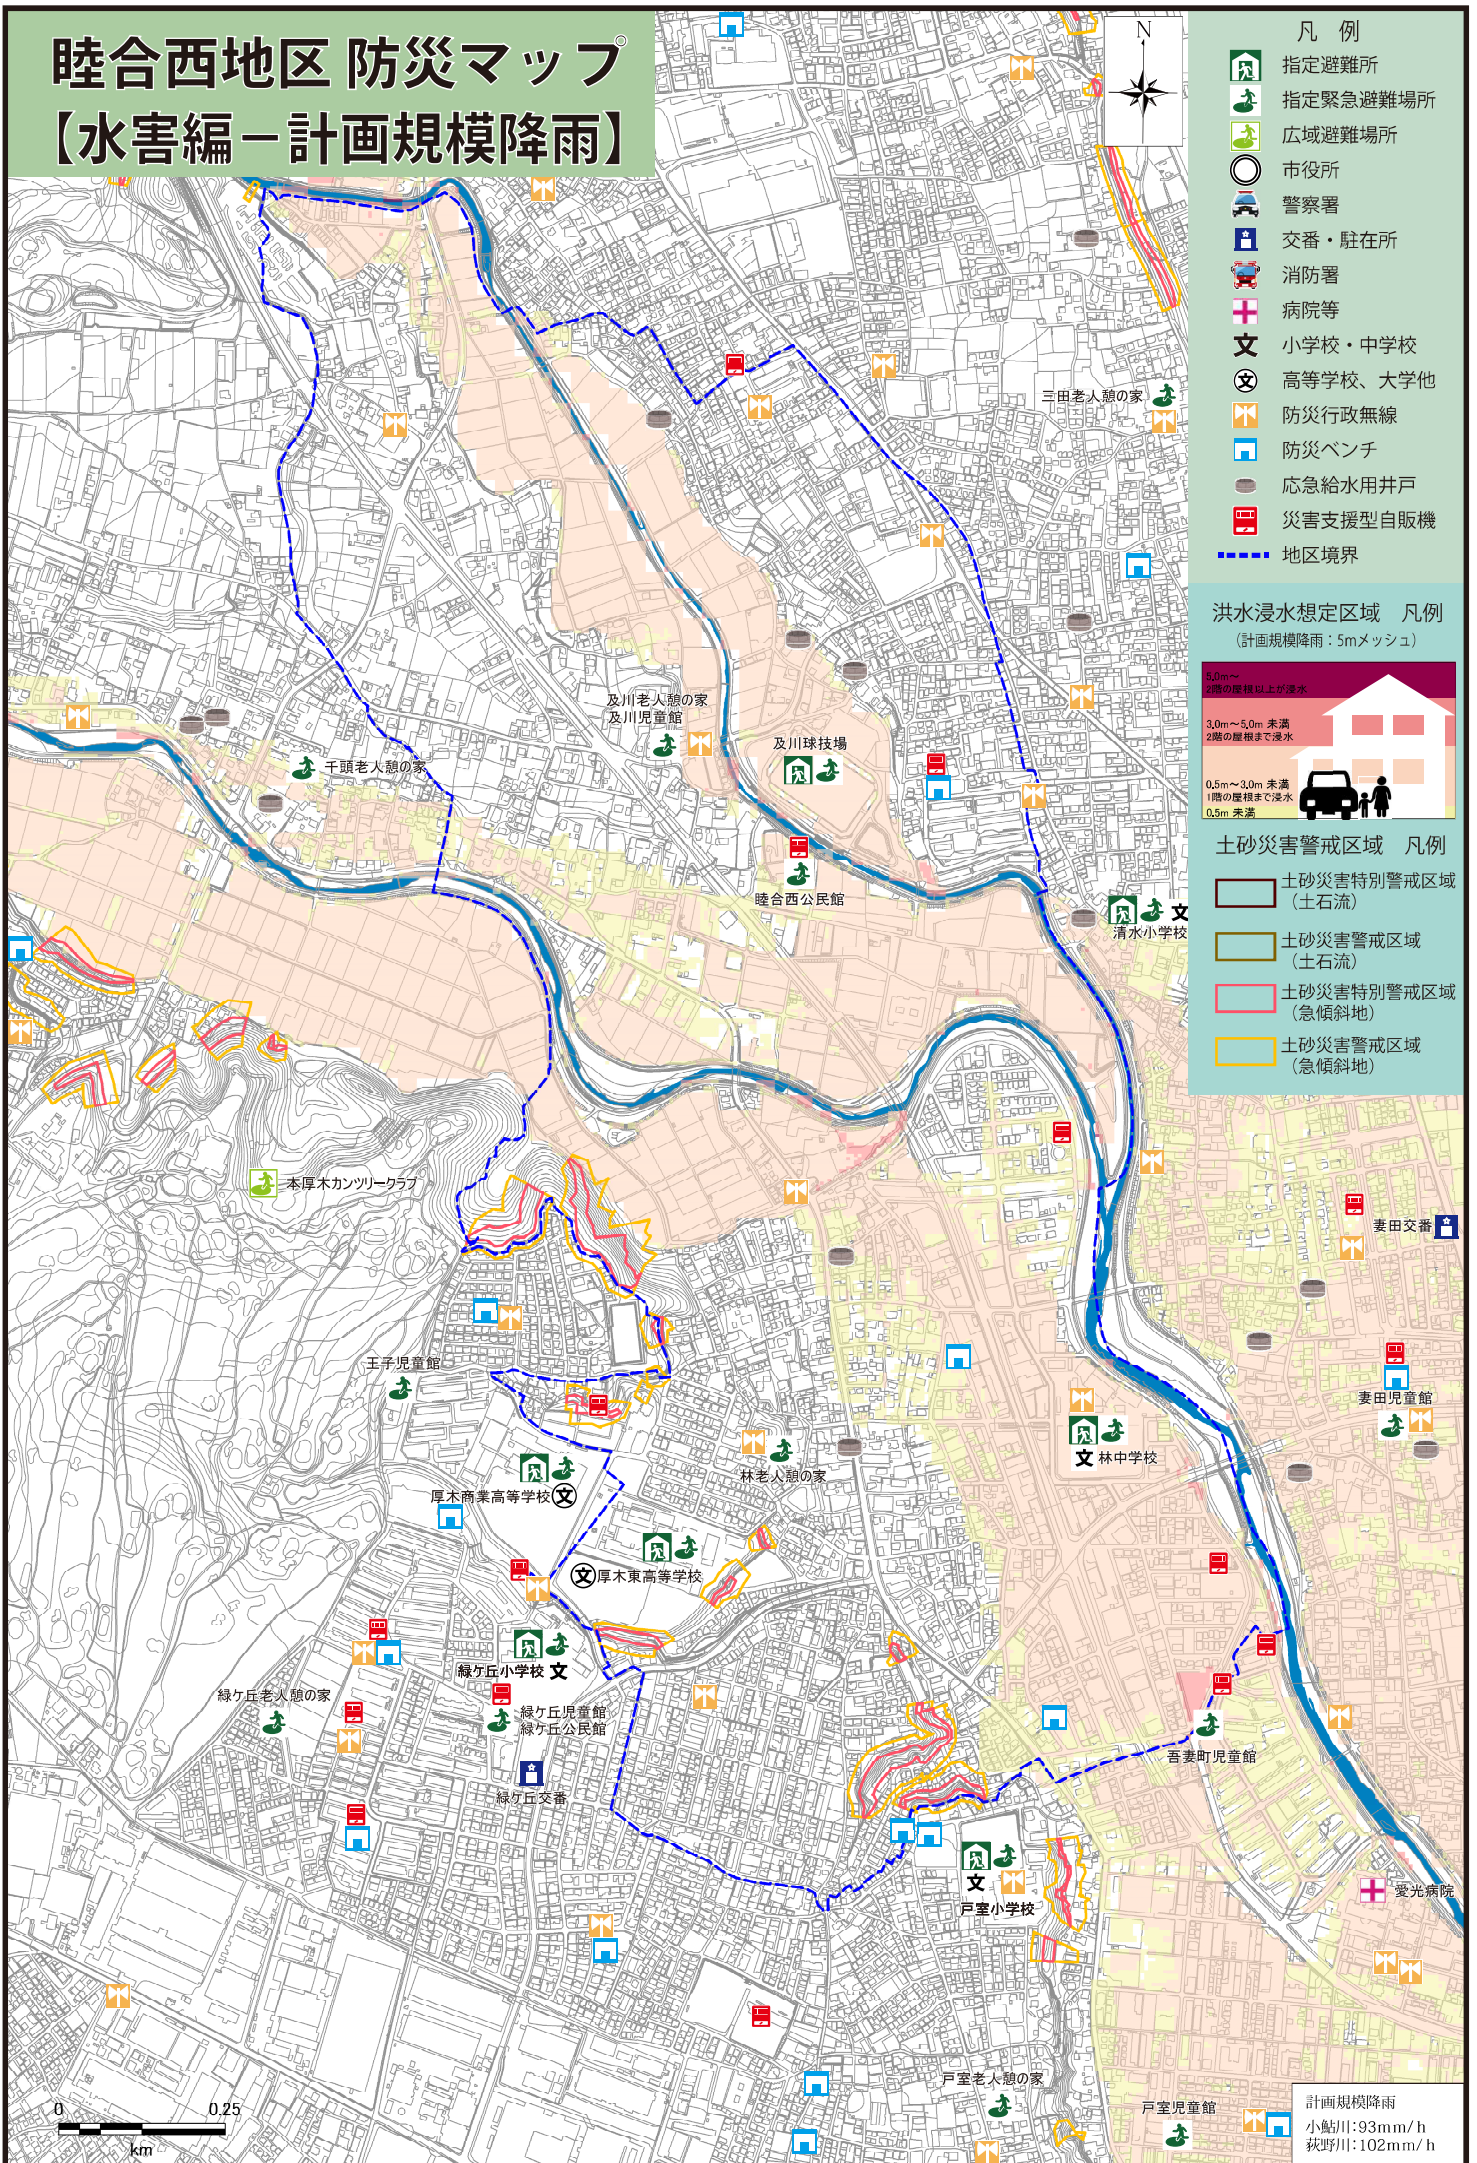 睦合西地区 防災マップ
【水害編－計画規模降雨】
N
凡　例
指定避難所
指定緊急避難場所
広域避難場所
市役所
警察署
交番・駐在所
消防署
病院等
小学校・中学校
高等学校、大学他
防災行政無線
防災ベンチ
応急給水用井戸
災害支援型自販機
地区境界
洪水浸水想定区域　凡例
（計画規模降雨：5mメッシュ）
5.0m～
2階の屋根以上が浸水
3.0m～5.0m 未満
2階の屋根まで浸水
0.5m～3.0m 未満
1階の屋根まで浸水
0.5m 未満
土砂災害警戒区域　凡例
土砂災害特別警戒区域
（土石流）
土砂災害警戒区域
（土石流）
土砂災害特別警戒区域
（急傾斜地）
土砂災害警戒区域
（急傾斜地）
三田老人憩の家
及川老人憩の家
及川児童館
及川球技場
千頭老人憩の家
睦合西公民館
文
清水小学校
本厚木カンツリークラブ
妻田交番
王子児童館
妻田児童館
文 林中学校
林老人憩の家
厚木商業高等学校 文
文 厚木東高等学校
緑ケ丘小学校 文
緑ケ丘老人憩の家
緑ケ丘児童館
緑ケ丘公民館
吾妻町児童館
緑ケ丘交番
文
戸室小学校
愛光病院
戸室老人憩の家
戸室児童館
0 0.25
km
計画規模降雨
小鮎川：93mm/h
荻野川：102mm/h